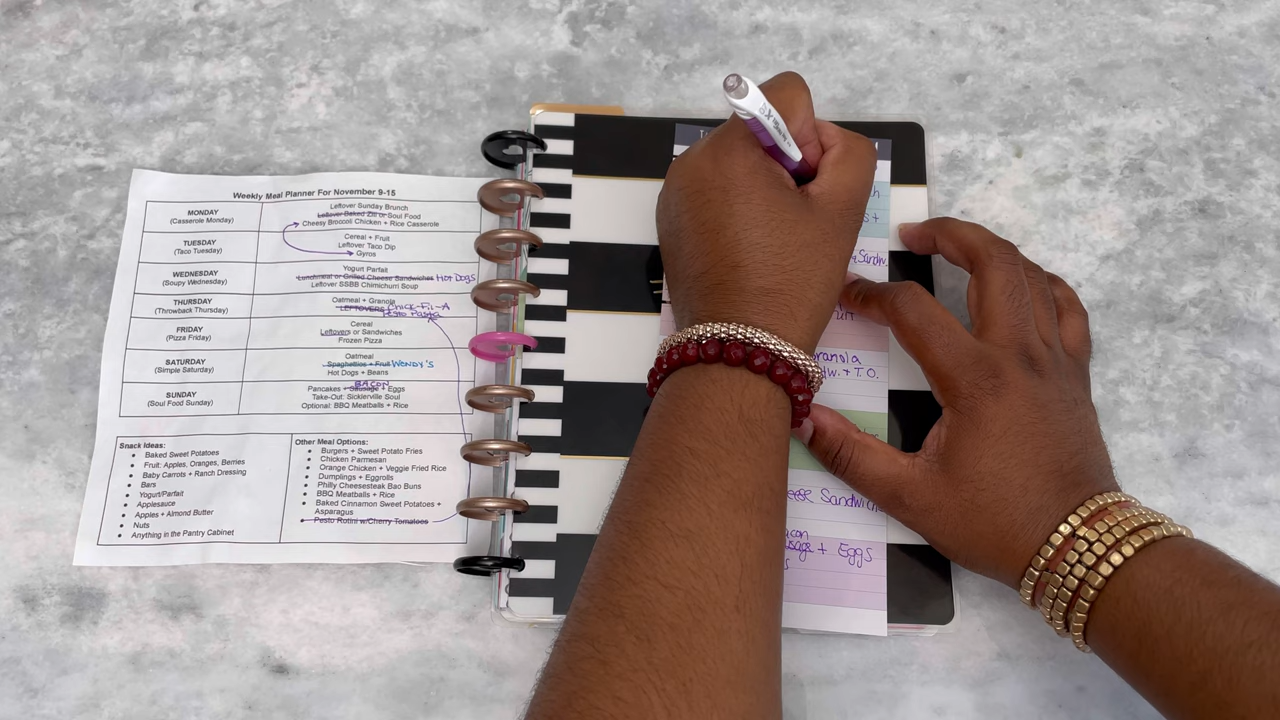 Weekly Meal Planner For November 9-15
MONDAY
(Casserole Monday)
Leftover Sunday Brunch
Leftover Baked Ziti or Soul Food
Cheesy Broccoli Chicken + Rice Casserole
TUESDAY
(Taco Tuesday)
Cereal + Fruit
Leftover Taco Dip
Gyros
WEDNESDAY
(Soupy Wednesday)
Yogurt Parfait
Lunchmeat or Grilled Cheese Sandwiches HOT DOGS
Leftover SSBB Chimichurri Soup
THURSDAY
(Throwback Thursday)
Oatmeal + Granola
LEFTOVERS CHICK-FIL-A
Pesto Pasta
FRIDAY
(Pizza Friday)
Cereal
Leftovers or Sandwiches
Frozen Pizza
SATURDAY
(Simple Saturday)
Oatmeal
Spaghettios + Fruit WENDY'S
Hot Dogs + Beans
SUNDAY
(Soul Food Sunday)
BACON
Pancakes + Sausage + Eggs
Take-Out: Sicklerville Soul
Optional: BBQ Meatballs + Rice
Snack Ideas:
Baked Sweet Potatoes
Fruit: Apples, Oranges, Berries
Baby Carrots + Ranch Dressing
Bars
Yogurt/Parfait
Applesauce
Apples + Almond Butter
Nuts
Anything in the Pantry Cabinet
Other Meal Options:
Burgers + Sweet Potato Fries
Chicken Parmesan
Orange Chicken + Veggie Fried Rice
Dumplings + Eggrolls
Philly Cheesesteak Bao Buns
BBQ Meatballs + Rice
Baked Cinnamon Sweet Potatoes +
Asparagus
Pesto Rotini w/Cherry Tomatoes
Sandw.
ranola
dw. + T.O.
eese Sandwich
acon
usage + Eggs